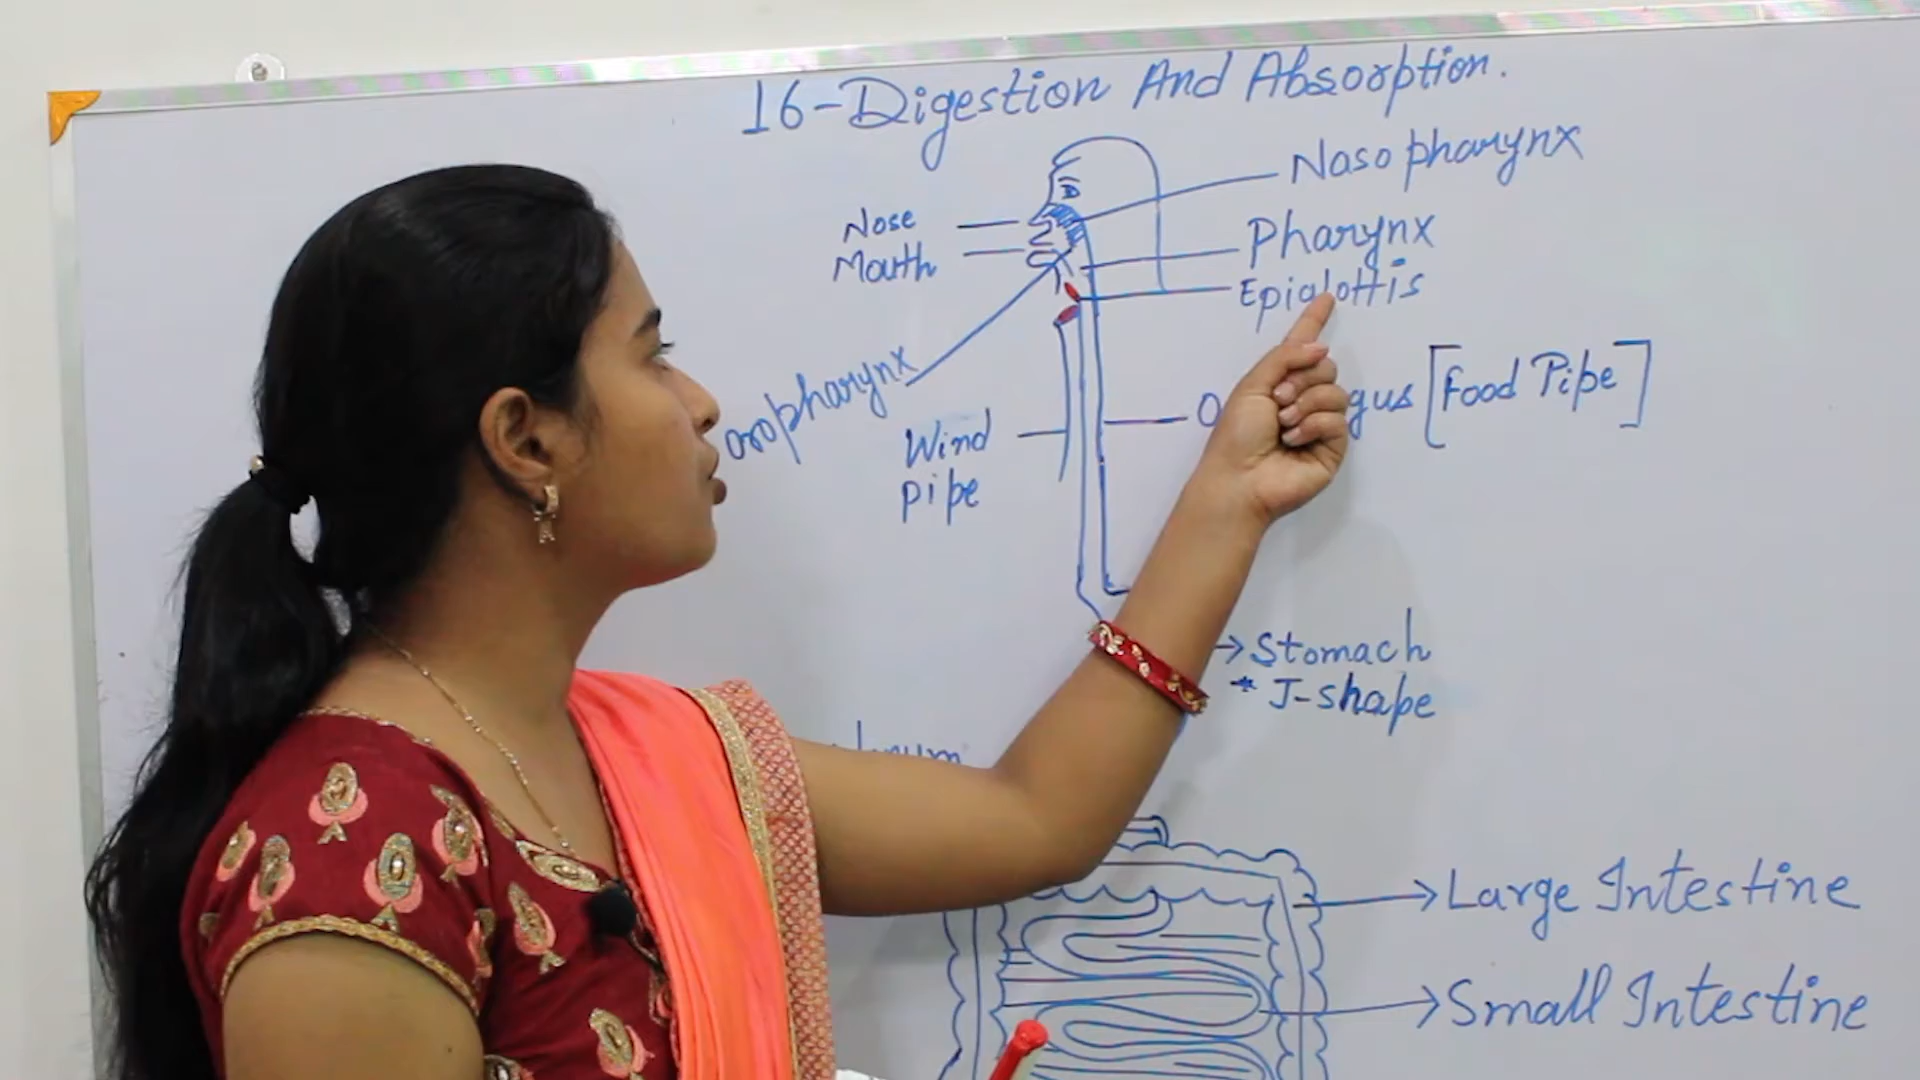 16-Digestion And Absorption.
Nasopharynx
Nose
Mouth
Pharynx
Epiglottis
oropharynx
[Food Pipe]
Wind
pipe
→Stomach
* J-shape
→Large Intestine
→Small Intestine